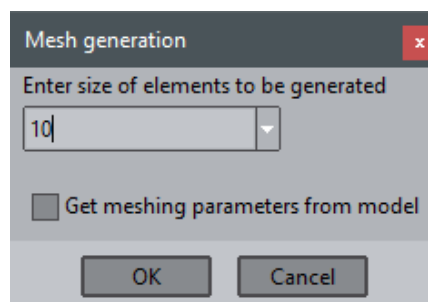 Mesh generation
x
Enter size of elements to be generated
10
Get meshing parameters from model
OK Cancel